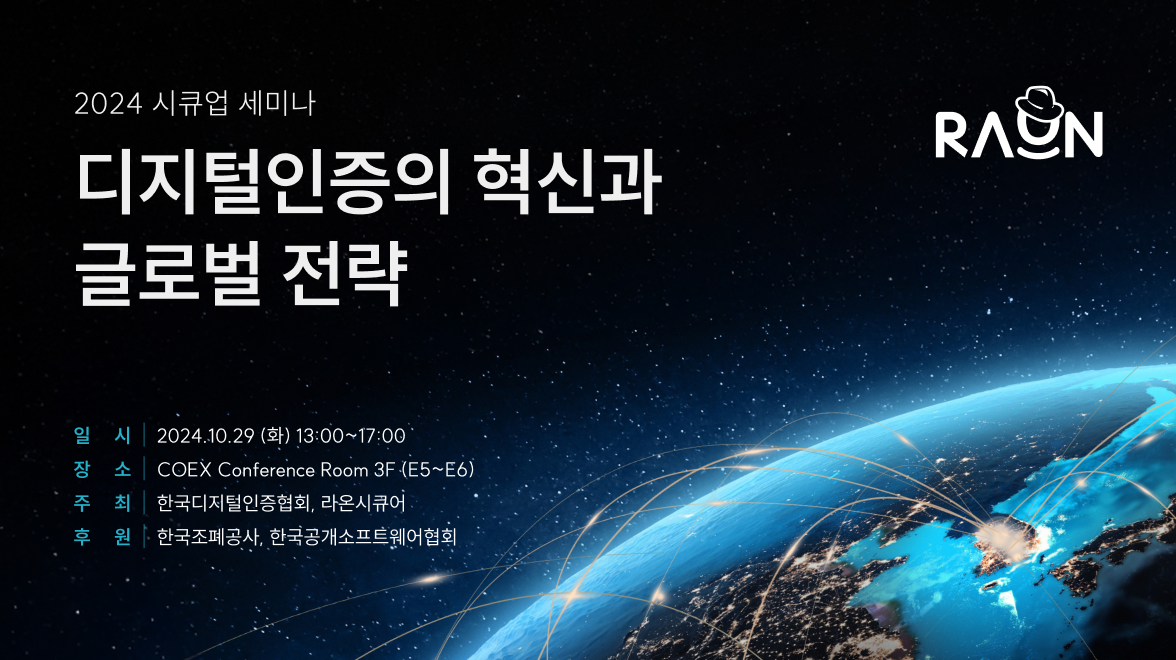 2024 시큐업 세미나
RAON
디지털인증의 혁신과
글로벌 전략
일 시 2024.10.29 (화) 13:00~17:00
장 소 COEX Conference Room 3F (E5~E6)
주 최 한국디지털인증협회, 라온시큐어
후 원 한국조폐공사, 한국공개소프트웨어협회